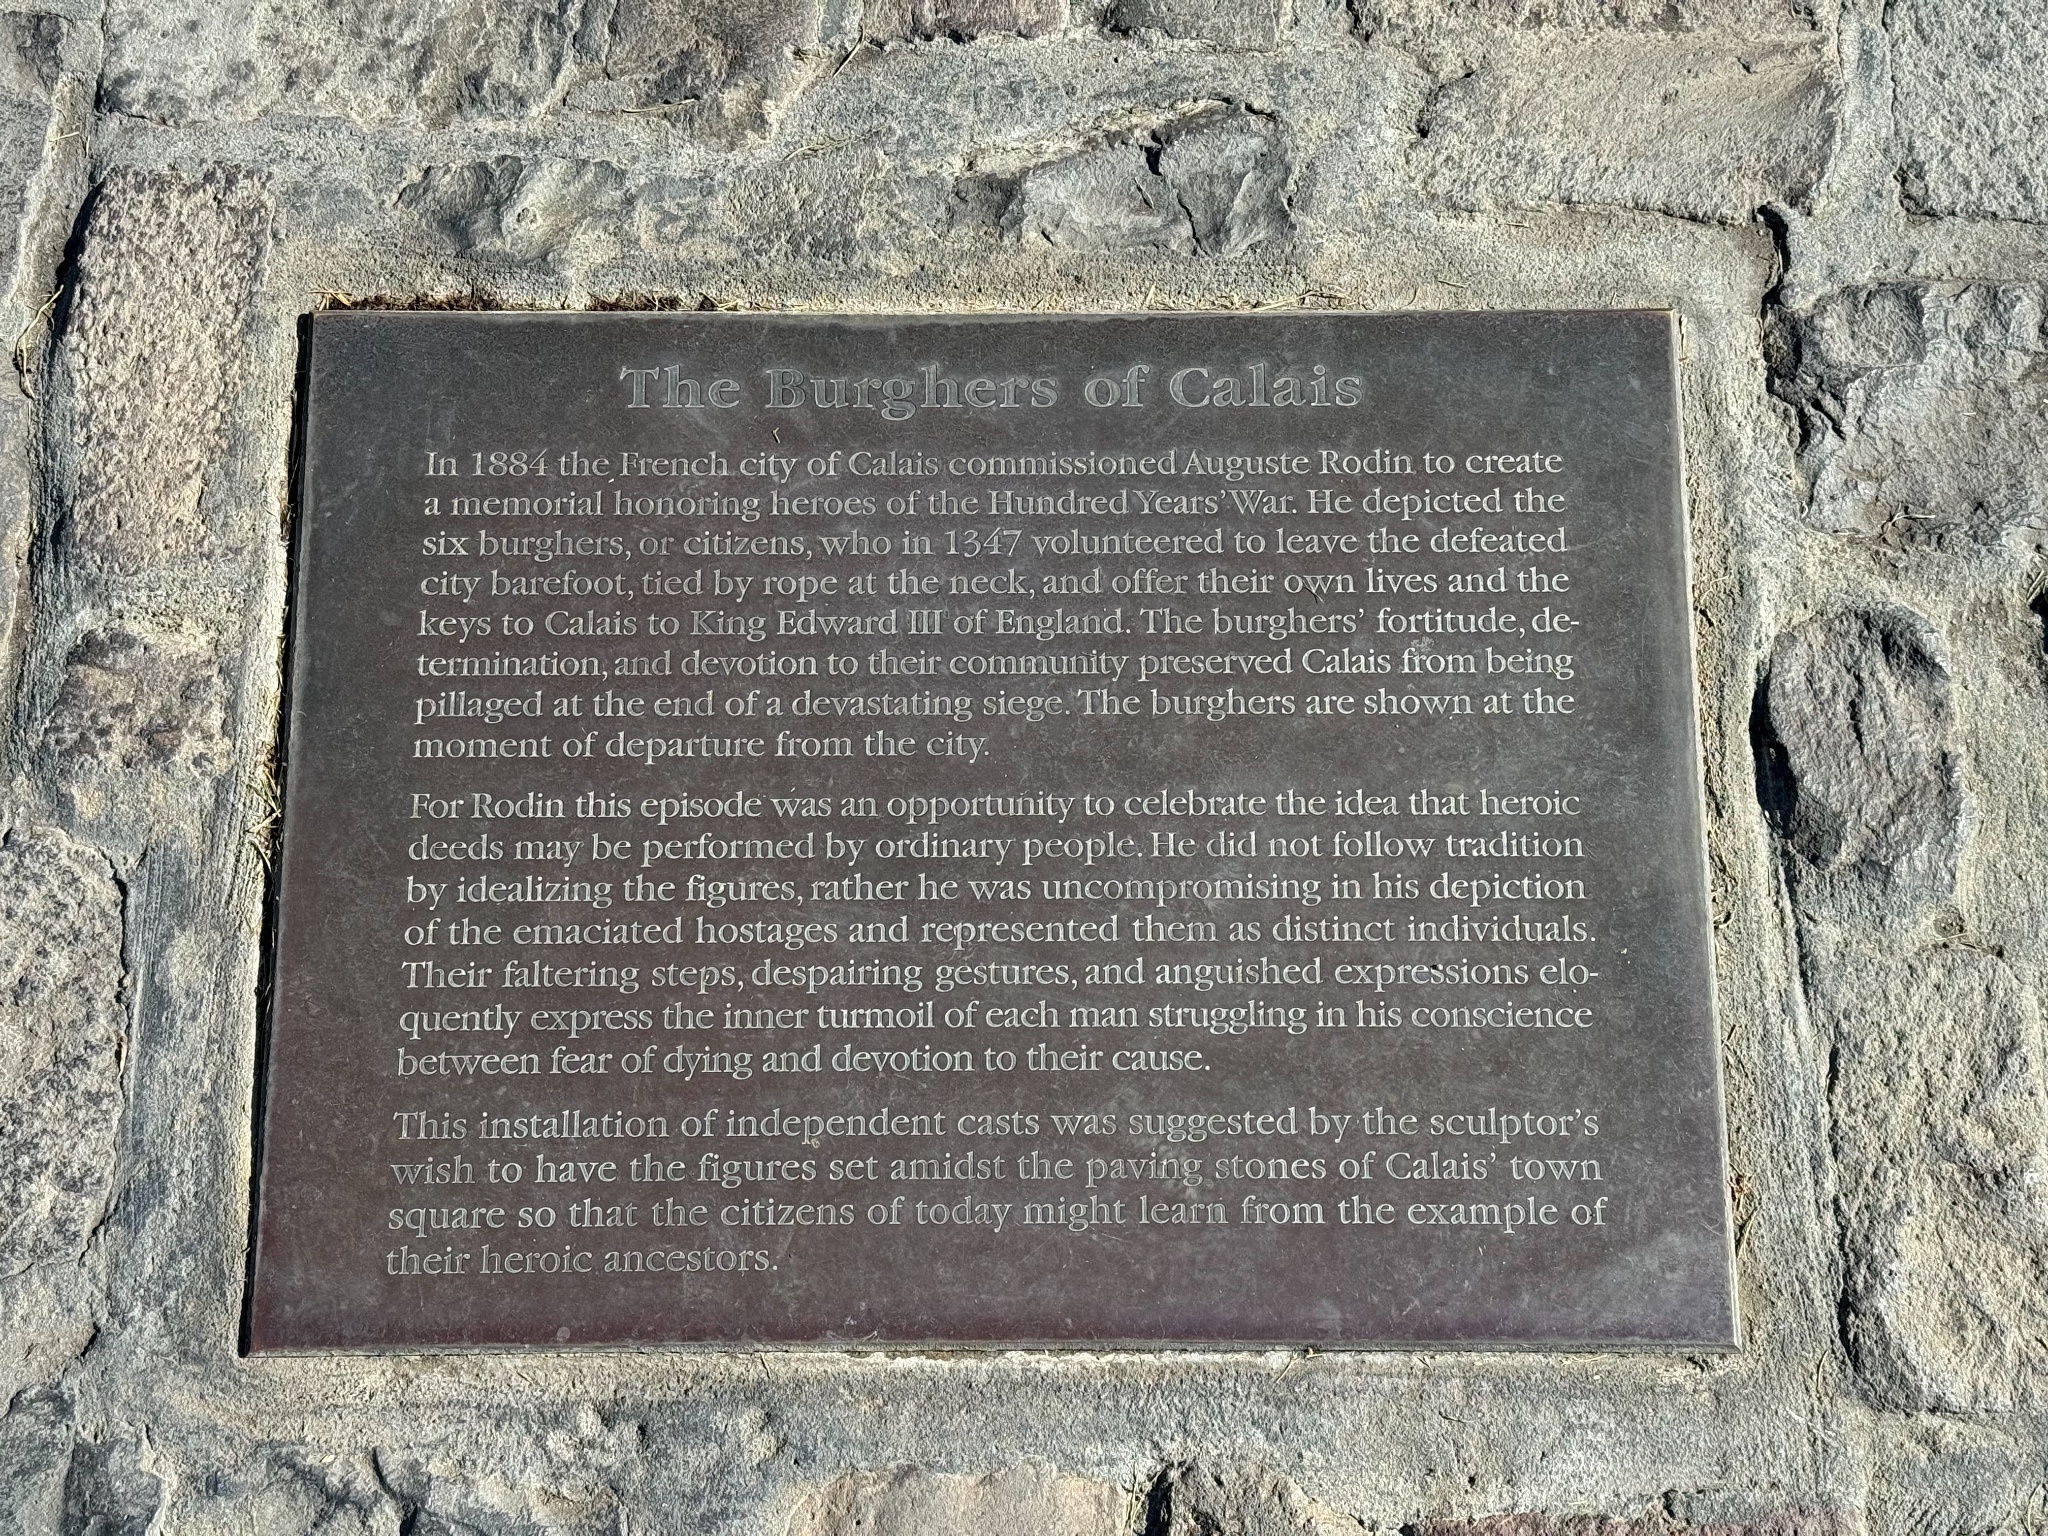 The Burghers of Calais
In 1884 the French city of Calais commissioned Auguste Rodin to create
a memorial honoring heroes of the Hundred Years' War. He depicted the
six burghers, or citizens, who in 1347 volunteered to leave the defeated
city barefoot, tied by rope at the neck, and offer their own lives and the
keys to Calais to King Edward III of England. The burghers' fortitude, de-
termination, and devotion to their community preserved Calais from being
pillaged at the end of a devastating siege. The burghers are shown at the
moment of departure from the city.
For Rodin this episode was an opportunity to celebrate the idea that heroic
deeds may be performed by ordinary people. He did not follow tradition
by idealizing the figures, rather he was uncompromising in his depiction
of the emaciated hostages and represented them as distinct individuals.
Their faltering steps, despairing gestures, and anguished expressions elo-
quently express the inner turmoil of each man struggling in his conscience
between fear of dying and devotion to their cause.
This installation of independent casts was suggested by the sculptor's
wish to have the figures set amidst the paving stones of Calais' town
square so that the citizens of today might learn from the example of
their heroic ancestors.